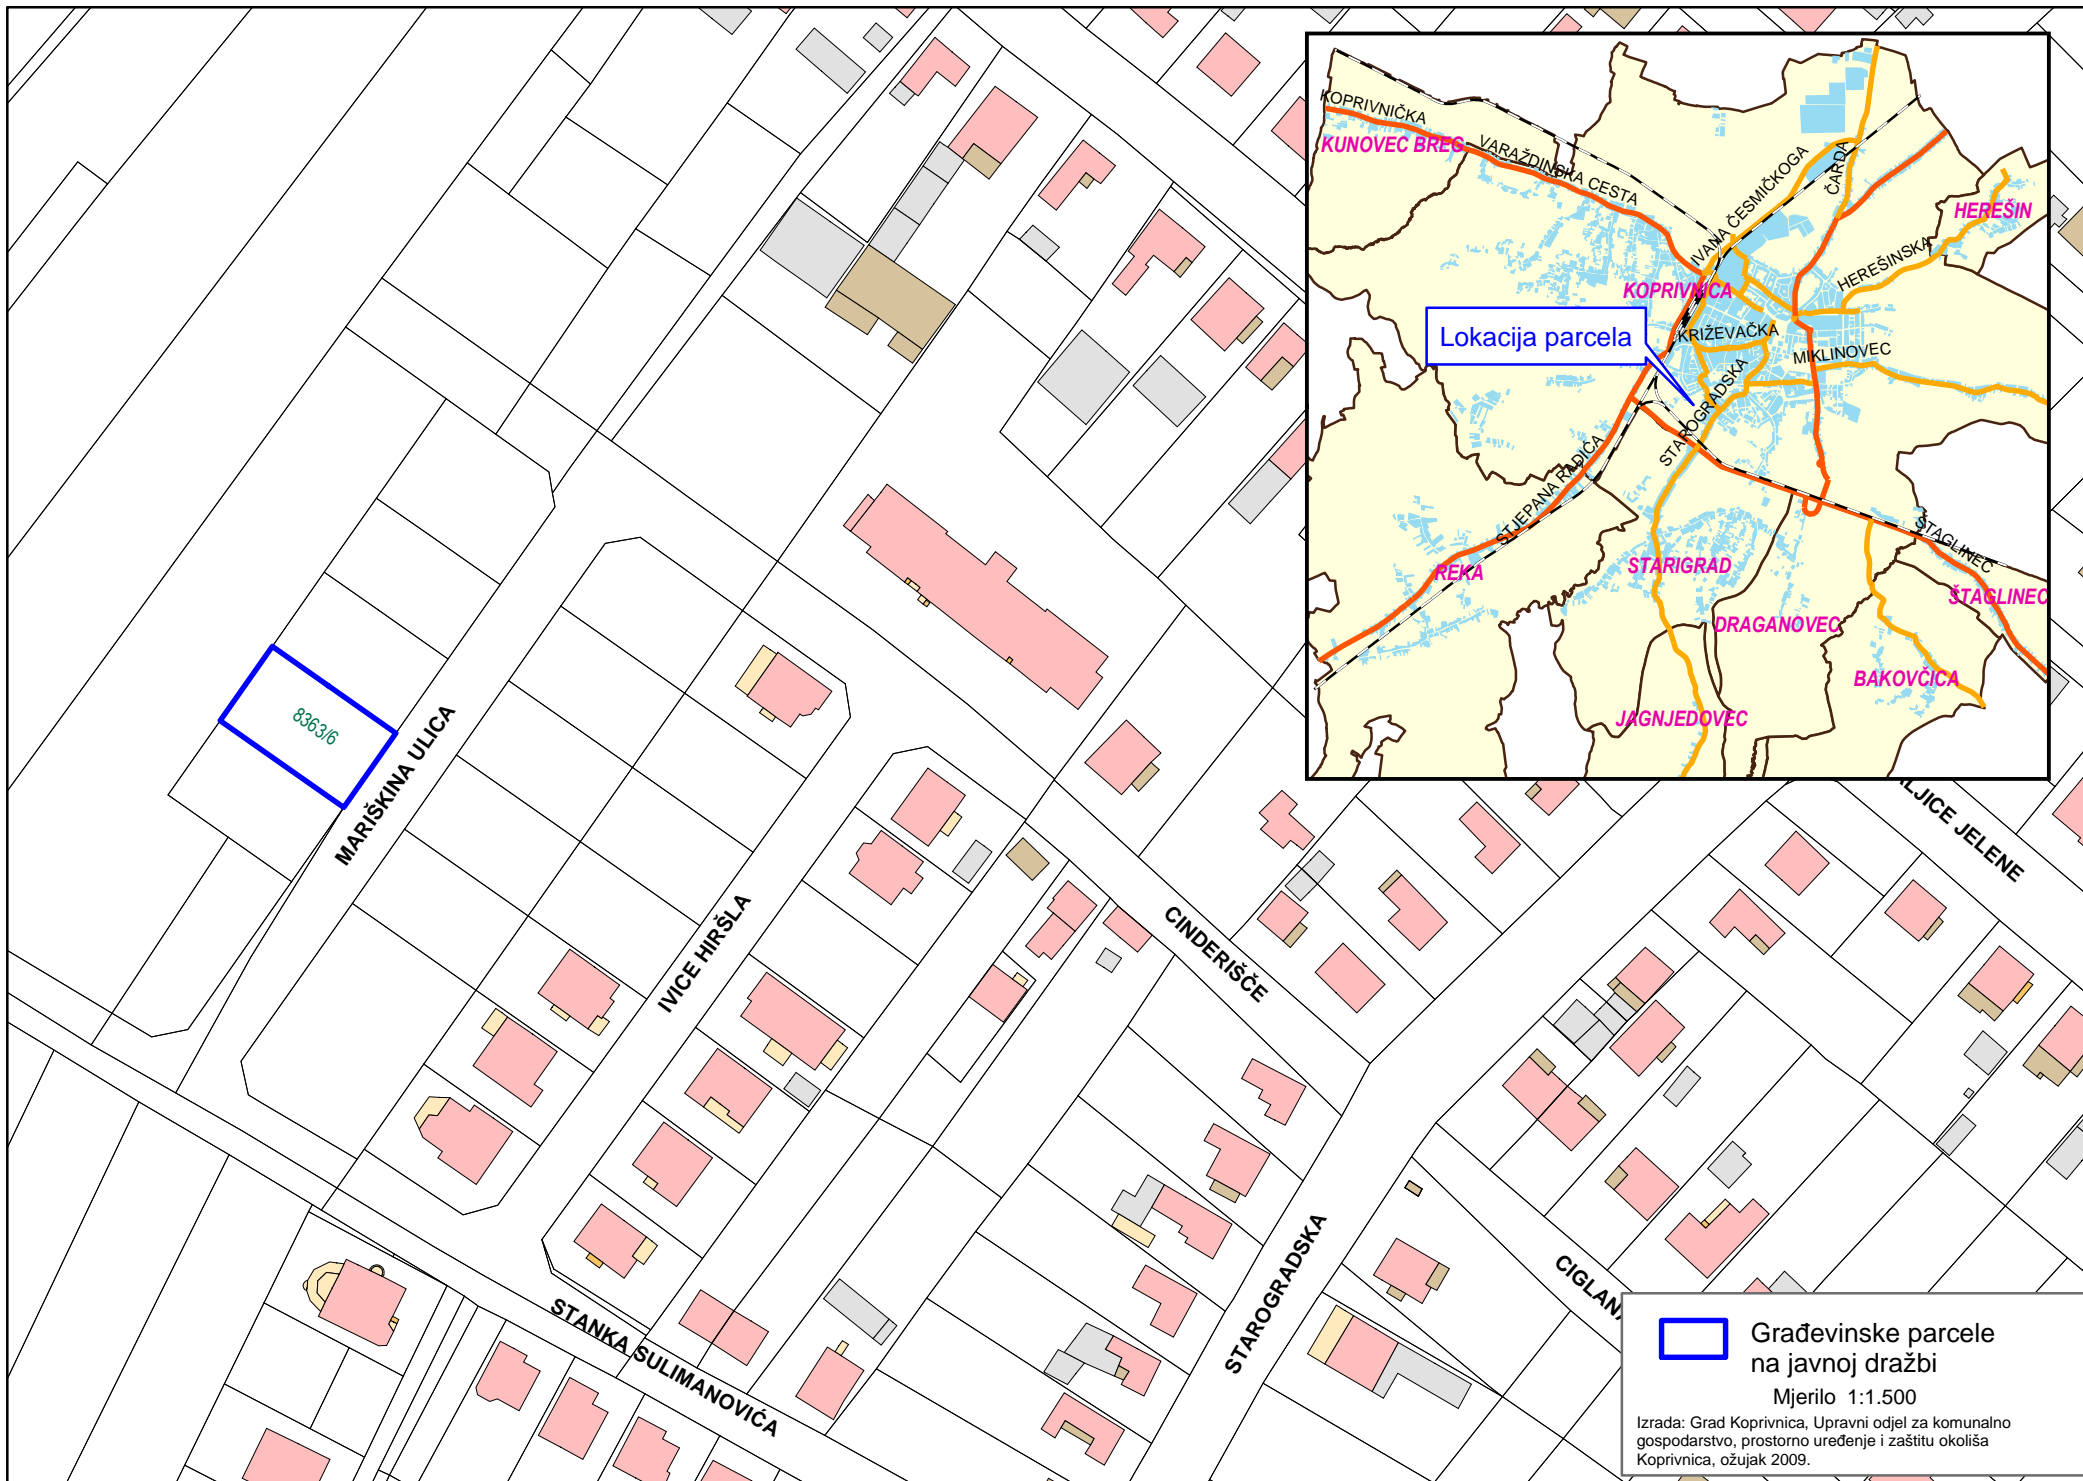 KOPRIVNIČKA
KUNOVEC BREG
VARAŽDINSKA CESTA
IVANA ČESMIČKOGA
ČARDA
HEREŠIN
HEREŠINSKA
KOPRIVNICA
KRIŽEVAČKA
Lokacija parcela
MIKLINOVEC
STAROGRADSKA
STJEPANA RADIĆA
ŠTAGLINEC
REKA
STARIGRAD
ŠTAGLINEC
DRAGANOVEC
BAKOVČICA
JAGNJEDOVEC
8363/6
MARIŠKINA ULICA
IVICE HIRŠLA
CINDERIŠĆE
LJICE JELENE
STAROGRADSKA
CIGLAN
STANKA SULIMANOVIĆA
Građevinske parcele
na javnoj dražbi
Mjerilo 1:1.500
Izrada: Grad Koprivnica, Upravni odjel za komunalno
gospodarstvo, prostorno uređenje i zaštitu okoliša
Koprivnica, ožujak 2009.